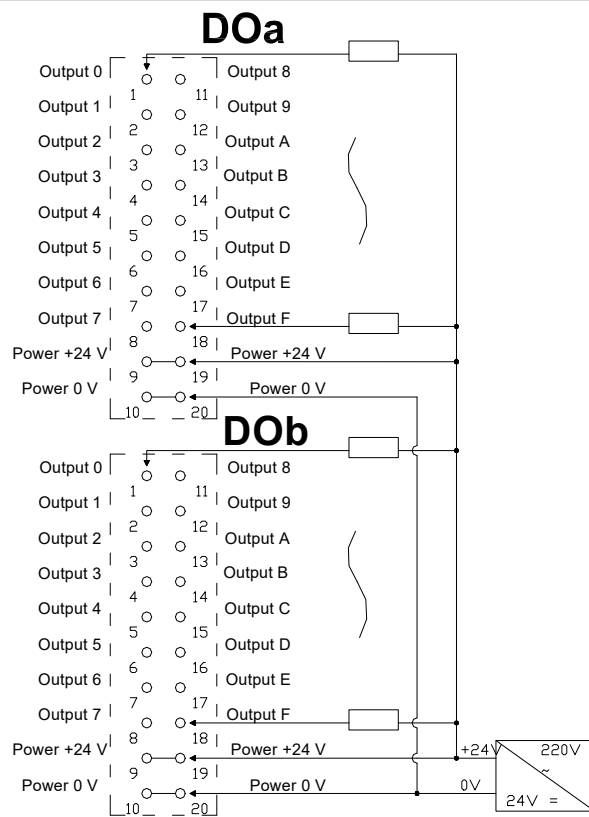 DOa
Output 0 Output 8
1 11
Output 1 Output 9
2 12
Output 2 Output A
3 13
Output 3 Output B
4 14
Output 4 Output C
5 15
Output 5 Output D
6 16
Output 6 Output E
7 17
Output 7 Output F
8 18
Power +24 V Power +24 V
9 19
Power 0 V Power 0 V
10 20
DOb
Output 0 Output 8
1 11
Output 1 Output 9
2 12
Output 2 Output A
3 13
Output 3 Output B
4 14
Output 4 Output C
5 15
Output 5 Output D
6 16
Output 6 Output E
7 17
Output 7 Output F
8 18
Power +24 V Power +24 V +24V 220V
9 19 ~
Power 0 V Power 0 V 0V
10 20 24V =